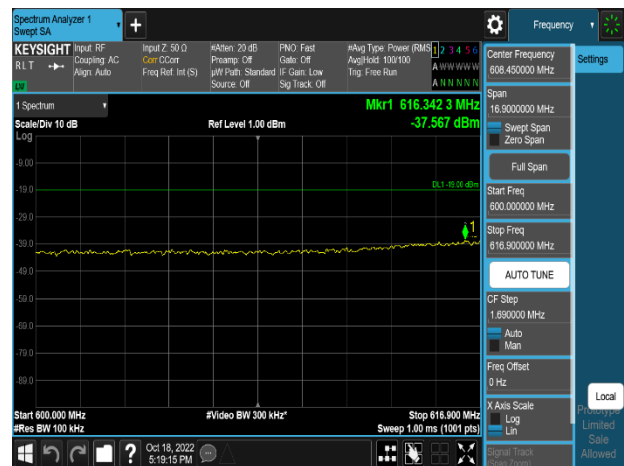 Spectrum Analyzer 1
Swept SA
+
Frequency
KEYSIGHT
RLT
LW
Input: RF
Coupling: AC
Align: Auto
Input Z: 50 Ω
Corr CCorr
Freq Ref: Int (S)
#Atten: 20 dB
Preamp: Off
µW Path: Standard
Source: Off
PNO: Fast
Gate: Off
IF Gain: Low
Sig Track: Off
#Avg Type: Power (RMS
Avg|Hold: 100/100
Trig: Free Run
1 2 3 4 5 6
A W W W W W
A N N N N N
1 Spectrum
Scale/Div 10 dB
Log
Ref Level 1.00 dBm
Mkr1 616.342 3 MHz
-37.567 dBm
-9.00
-19.0
DL1 -19.00 dBm
-29.0
1
-39.0
-49.0
-59.0
-69.0
-79.0
-89.0
Start 600.000 MHz
#Res BW 100 kHz
#Video BW 300 kHz*
Stop 616.900 MHz
Sweep 1.00 ms (1001 pts)
?
Oct 18, 2022
5:19:15 PM
Center Frequency
608.450000 MHz
Settings
Span
16.9000000 MHz
Swept Span
Zero Span
Full Span
Start Freq
600.000000 MHz
Stop Freq
616.900000 MHz
AUTO TUNE
CF Step
1.690000 MHz
Auto
Man
Freq Offset
0 Hz
X Axis Scale
Log
Lin
Signal Track
(Span Zoom)
Local
Prototype
Limited
Sale
Allowed